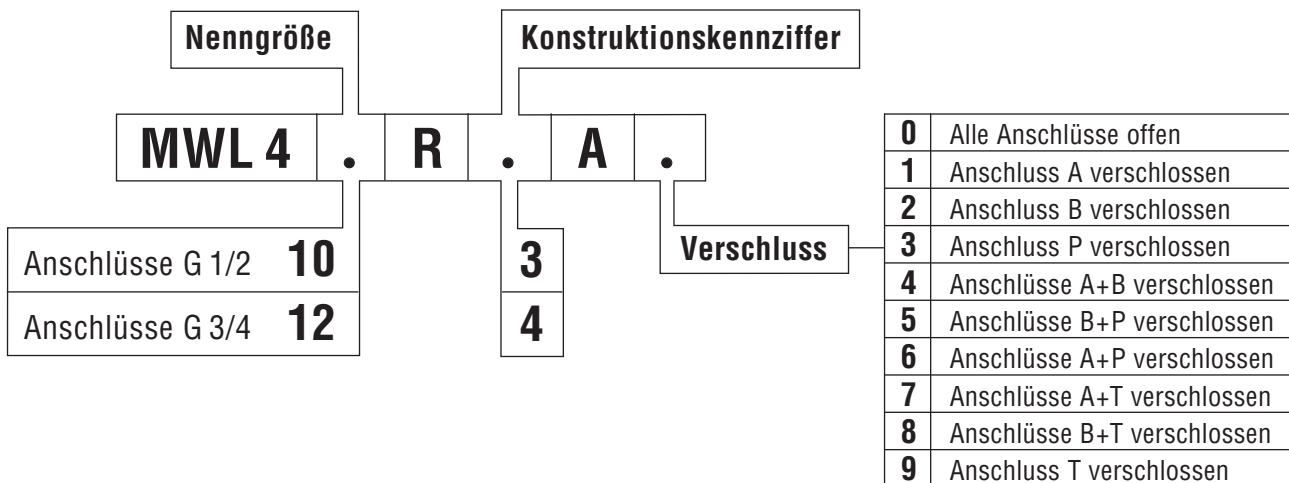 Nenngröße
Konstruktionskennziffer
MWL 4 . R . A .
Anschlüsse G 1/2 10
Anschlüsse G 3/4 12
3
4
Verschluss
0 Alle Anschlüsse offen
1 Anschluss A verschlossen
2 Anschluss B verschlossen
3 Anschluss P verschlossen
4 Anschlüsse A+B verschlossen
5 Anschlüsse B+P verschlossen
6 Anschlüsse A+P verschlossen
7 Anschlüsse A+T verschlossen
8 Anschlüsse B+T verschlossen
9 Anschluss T verschlossen